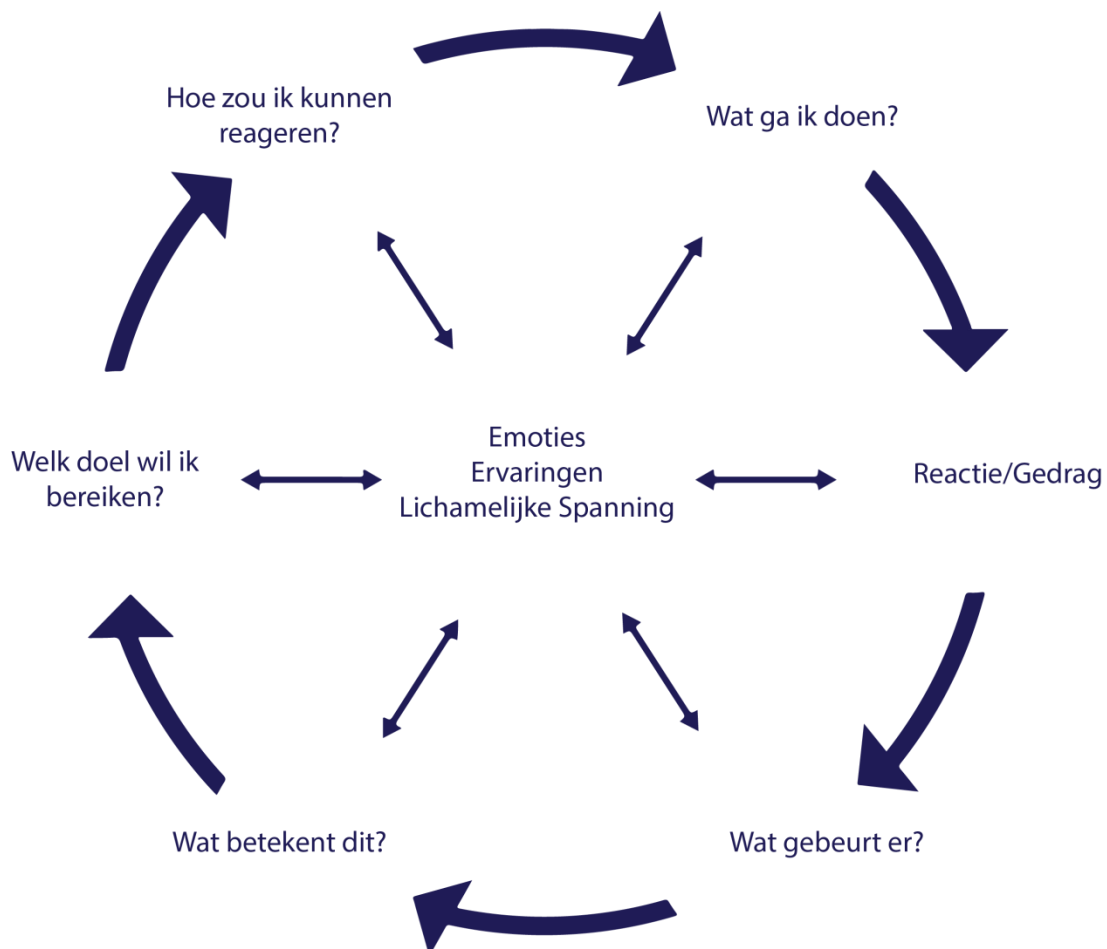 Hoe zou ik kunnen
reageren?
Wat ga ik doen?
Welk doel wil ik
bereiken?
Emoties
Ervaringen
Lichamelijke Spanning
Reactie/Gedrag
Wat betekent dit?
Wat gebeurt er?